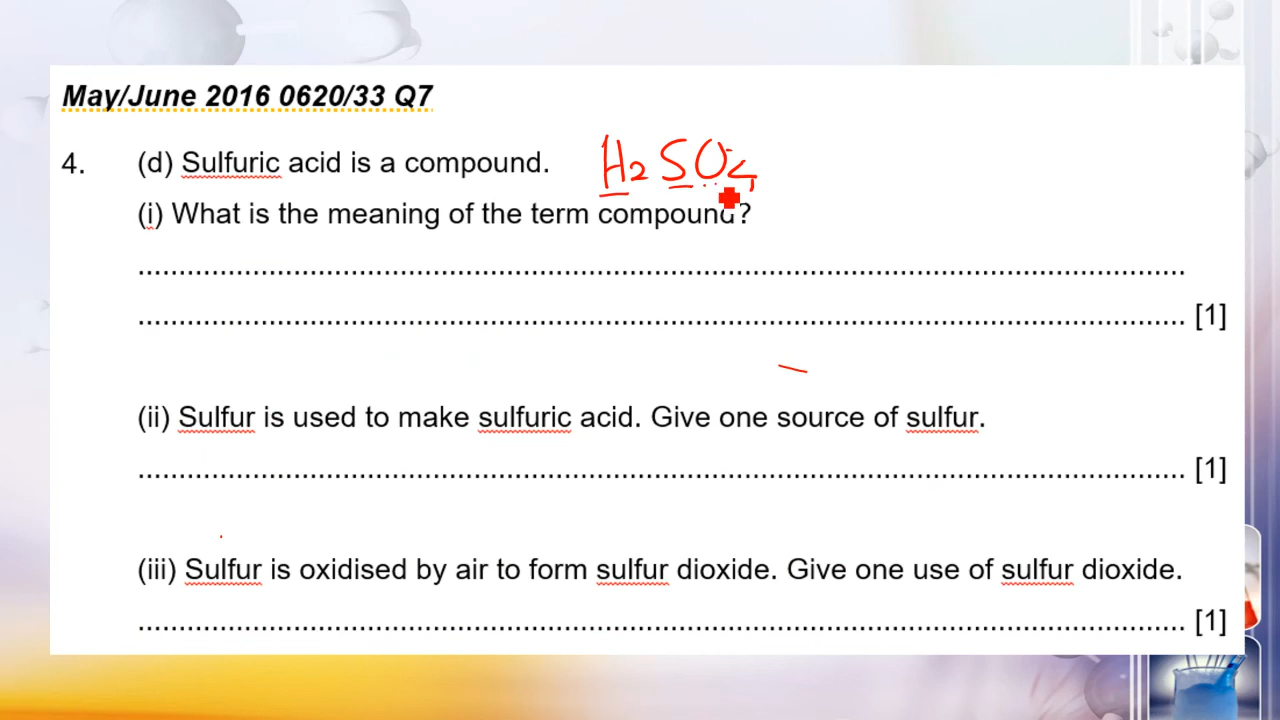 May/June 2016 0620/33 Q7
4. (d) Sulfuric acid is a compound. H2SO4
(i) What is the meaning of the term compound?
........................................................................................................................
........................................................................................................................ [1]
(ii) Sulfur is used to make sulfuric acid. Give one source of sulfur.
........................................................................................................................ [1]
(iii) Sulfur is oxidised by air to form sulfur dioxide. Give one use of sulfur dioxide.
........................................................................................................................ [1]